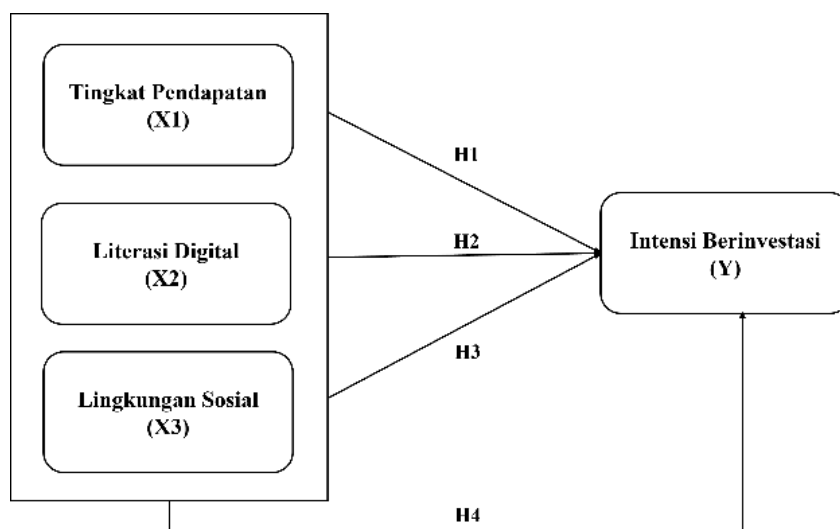 Tingkat Pendapatan
(X1)
H1
Literasi Digital
(X2)
H2
Intensi Berinvestasi
(Y)
H3
Lingkungan Sosial
(X3)
H4